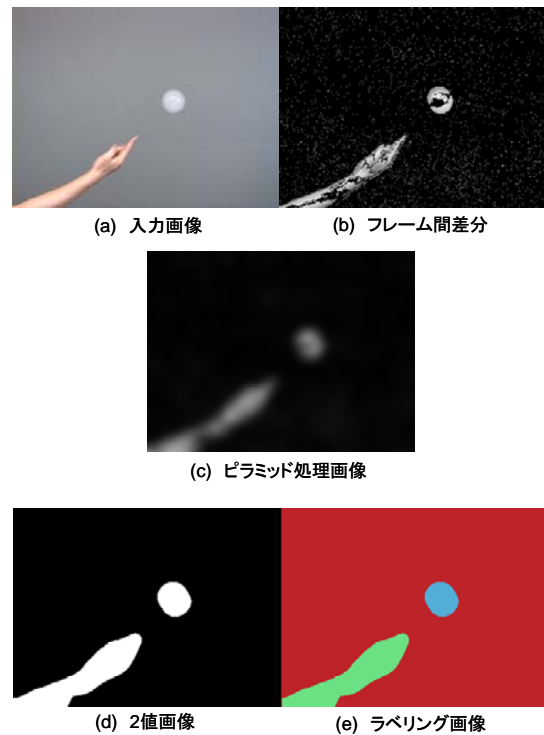 (a) 入力画像
(b) フレーム間差分
(c) ピラミッド処理画像
(d) 2値画像
(e) ラベリング画像